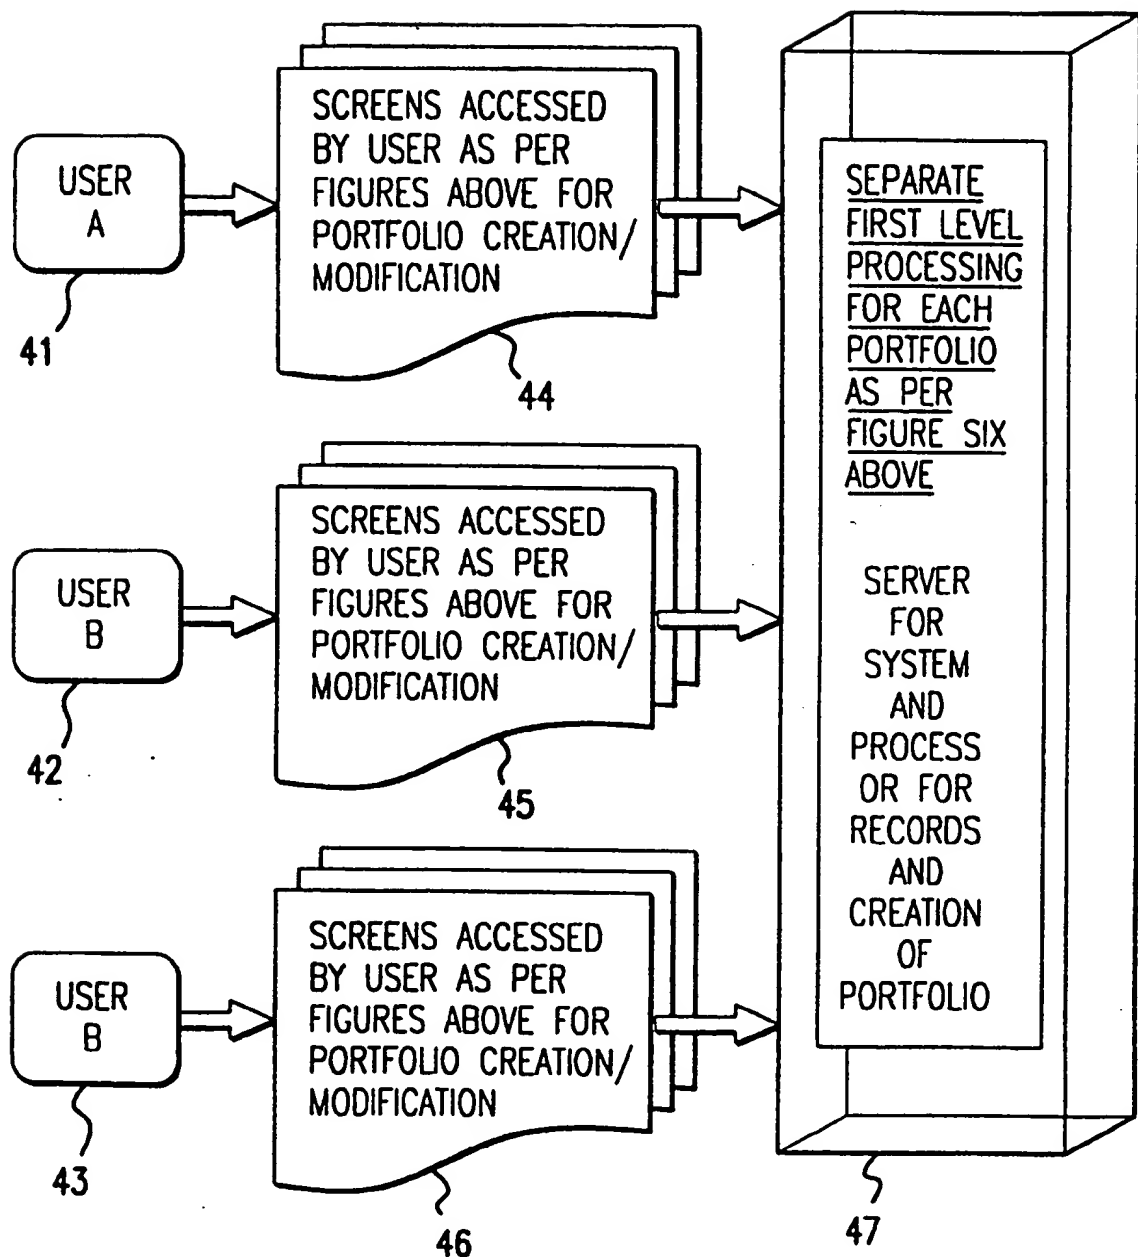 USER
A
41
SCREENS ACCESSED
BY USER AS PER
FIGURES ABOVE FOR
PORTFOLIO CREATION/
MODIFICATION
44
USER
B
42
SCREENS ACCESSED
BY USER AS PER
FIGURES ABOVE FOR
PORTFOLIO CREATION/
MODIFICATION
45
USER
B
43
SCREENS ACCESSED
BY USER AS PER
FIGURES ABOVE FOR
PORTFOLIO CREATION/
MODIFICATION
46
SEPARATE
FIRST LEVEL
PROCESSING
FOR EACH
PORTFOLIO
AS PER
FIGURE SIX
ABOVE
SERVER
FOR
SYSTEM
AND
PROCESS
OR FOR
RECORDS
AND
CREATION
OF
PORTFOLIO
47